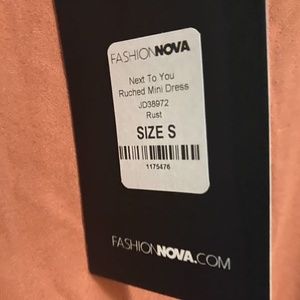 FASHIONNOVA
Next To You
Ruched Mini Dress
JD38972
Rust
SIZE S
1175476
FASHIONNOVA.COM